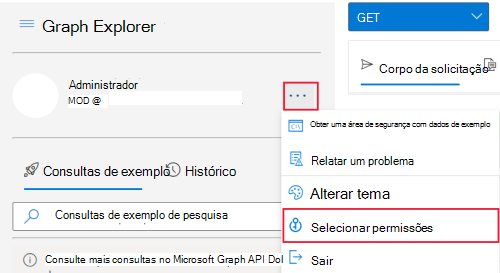 Graph Explorer
GET
Administrador
MOD @
Corpo da solicitação
Obter uma área de segurança com dados de exemplo
Relatar um problema
Alterar tema
Selecionar permissões
Sair
Consultas de exemplo
Histórico
Consultas de exemplo de pesquisa
Consulte mais consultas no Microsoft Graph API Dol